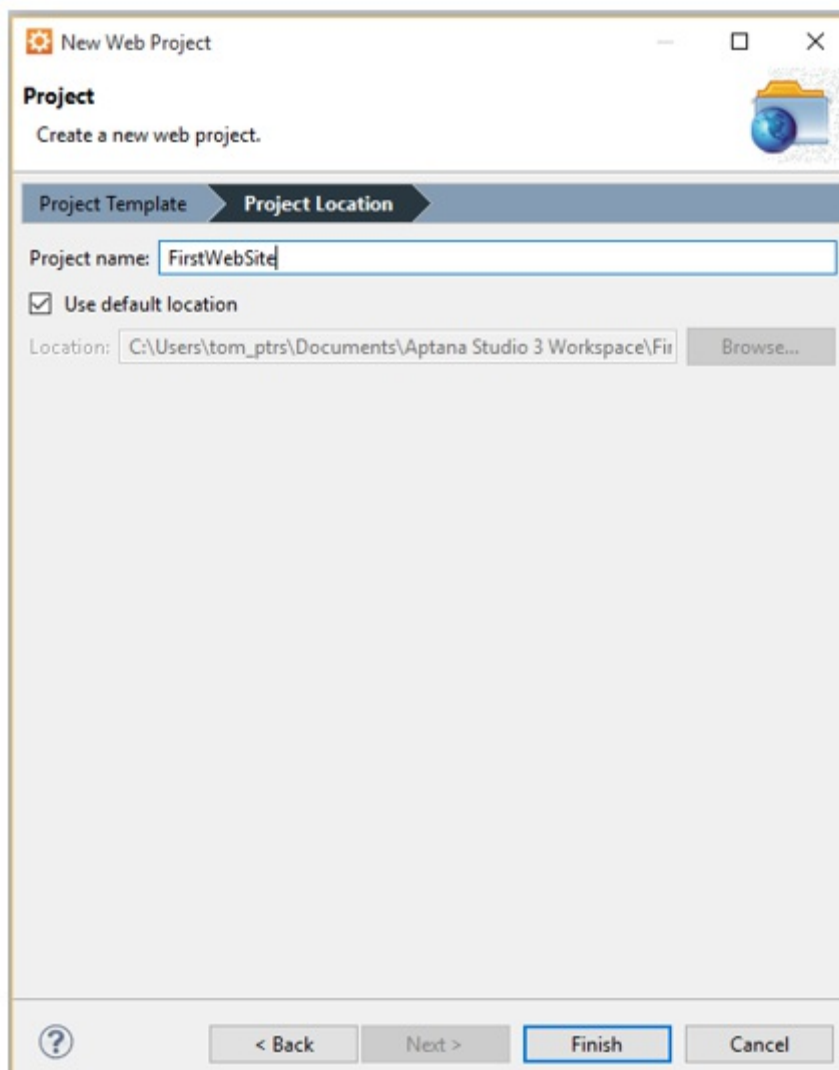 New Web Project
Project
Create a new web project.
Project Template Project Location
Project name: FirstWebSite
Use default location
Location: C:\Users\tom_ptrs\Documents\Aptana Studio 3 Workspace\Fir Browse...
? < Back Next > Finish Cancel